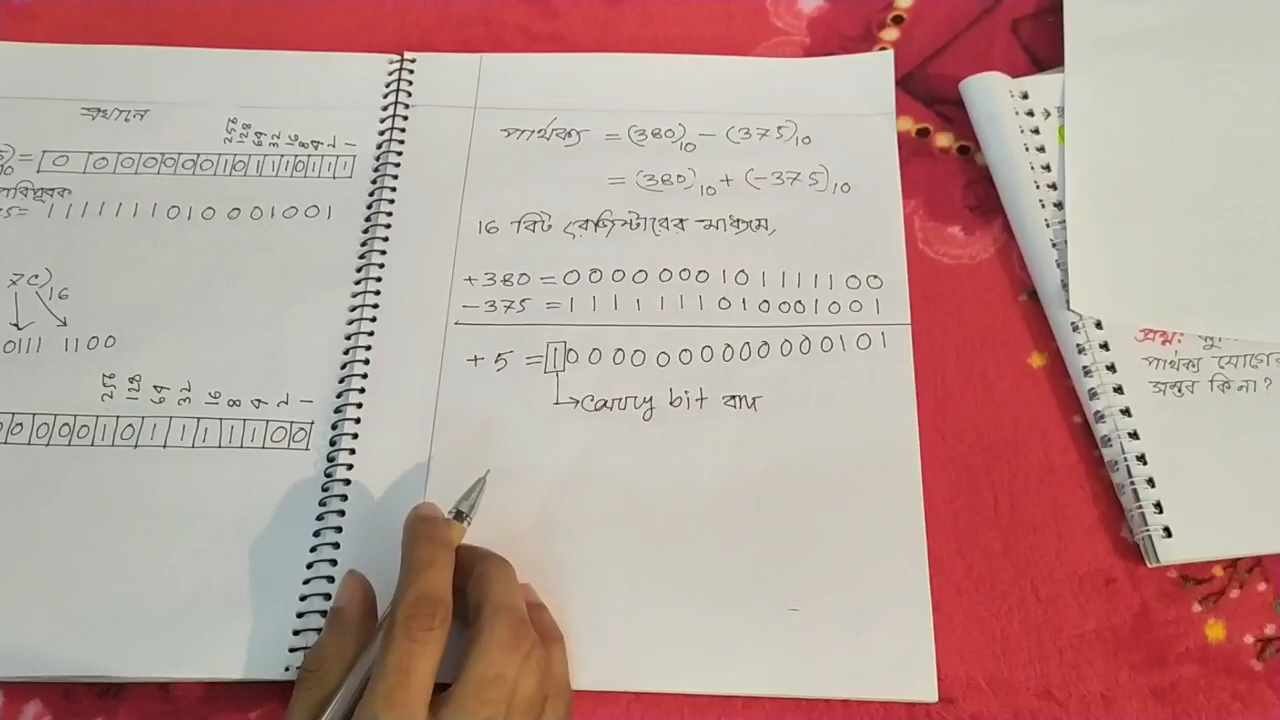 এখানে
256 128 64 32 16 8 4 2 1
10 = 0 0 0 0 0 0 0 1 0 1 1 1 0 1 1 1
পরিপূরক
75 = 1 1 1 1 1 1 1 0 1 0 0 0 1 0 0 1
7C)16
0111 1100
256 128 64 32 16 8 4 2 1
0 0 0 0 0 1 0 1 1 1 1 1 0 0
পার্থক্য = (380)10 − (375)10
= (380)10 + (−375)10
16 বিট রেজিস্টারের মাধ্যমে,
+380 = 0 0 0 0 0 0 0 1 0 1 1 1 1 1 0 0
−375 = 1 1 1 1 1 1 1 0 1 0 0 0 1 0 0 1
+5 = 1 0 0 0 0 0 0 0 0 0 0 0 0 0 1 0 1
→ carry bit বাদ
প্রশ্ন:
পার্থক্য যোগের
সম্ভব কিনা?